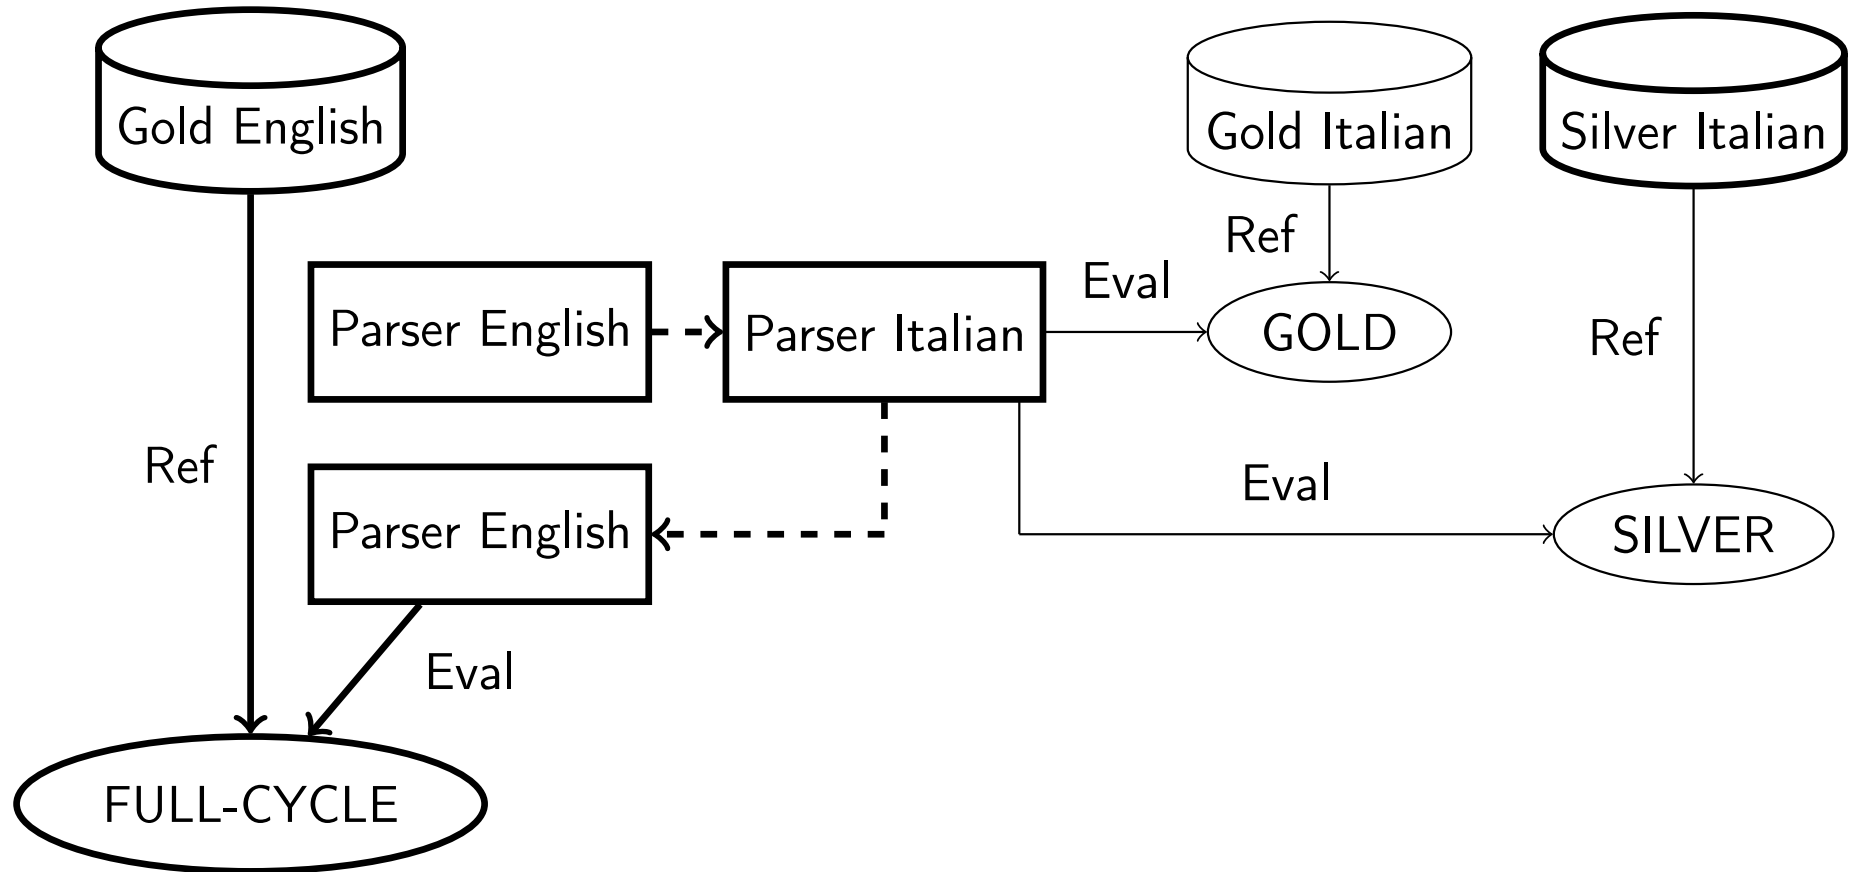 Gold English
Gold Italian
Silver Italian
Ref
Eval
Parser English
Parser Italian
GOLD
Ref
Ref
Eval
Parser English
SILVER
Eval
FULL-CYCLE